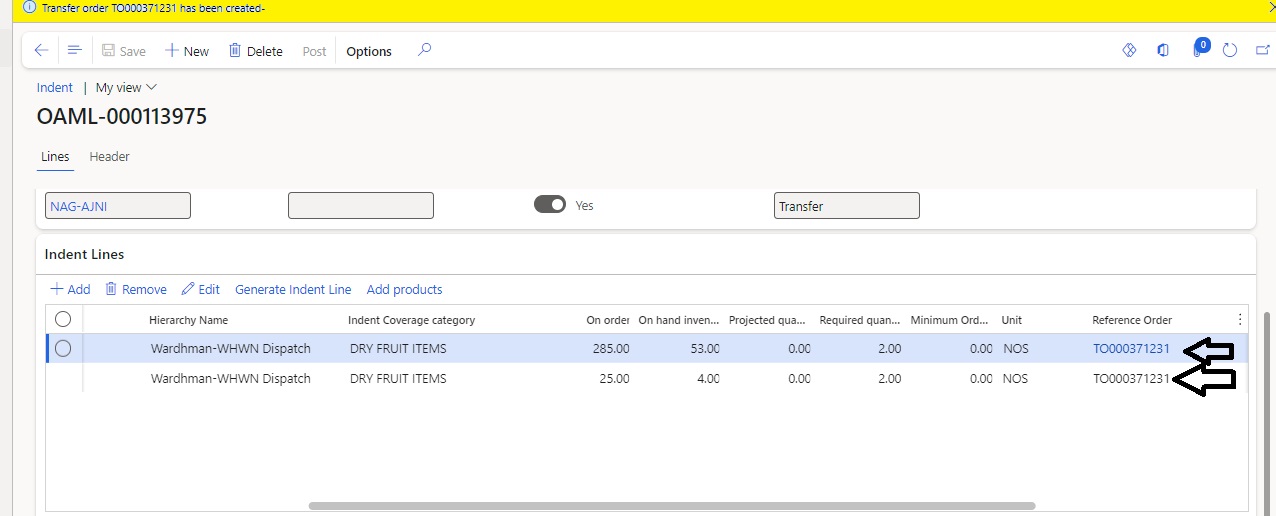 Transfer order TO000371231 has been created-
Save New Delete Post Options 0
Indent | My view
OAML-000113975
Lines Header
NAG-AJNI Yes Transfer
Indent Lines
Add Remove Edit Generate Indent Line Add products
Hierarchy Name Indent Coverage category On order On hand inven... Projected qua... Required quan... Minimum Ord... Unit Reference Order
Wardhman-WHWN Dispatch DRY FRUIT ITEMS 285.00 53.00 0.00 2.00 0.00 NOS TO000371231
Wardhman-WHWN Dispatch DRY FRUIT ITEMS 25.00 4.00 0.00 2.00 0.00 NOS TO000371231